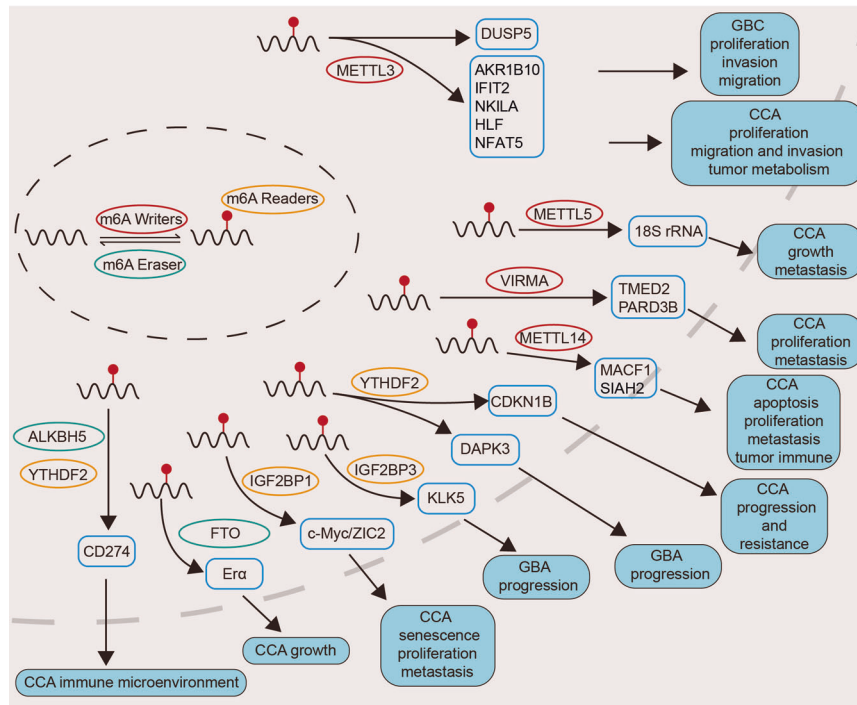 DUSP5
METTL3
AKR1B10
IFIT2
NKILA
HLF
NFAT5
GBC
proliferation
invasion
migration
CCA
proliferation
migration and invasion
tumor metabolism
m6A Writers
m6A Readers
m6A Eraser
METTL5
18S rRNA
CCA
growth
metastasis
VIRMA
TMED2
PARD3B
CCA
proliferation
metastasis
METTL14
MACF1
SIAH2
CCA
apoptosis
proliferation
metastasis
tumor immune
YTHDF2
CDKN1B
DAPK3
CCA
progression
and
resistance
GBA
progression
ALKBH5
YTHDF2
CD274
CCA immune microenvironment
FTO
Erα
CCA growth
IGF2BP1
c-Myc/ZIC2
CCA
senescence
proliferation
metastasis
IGF2BP3
KLK5
GBA
progression